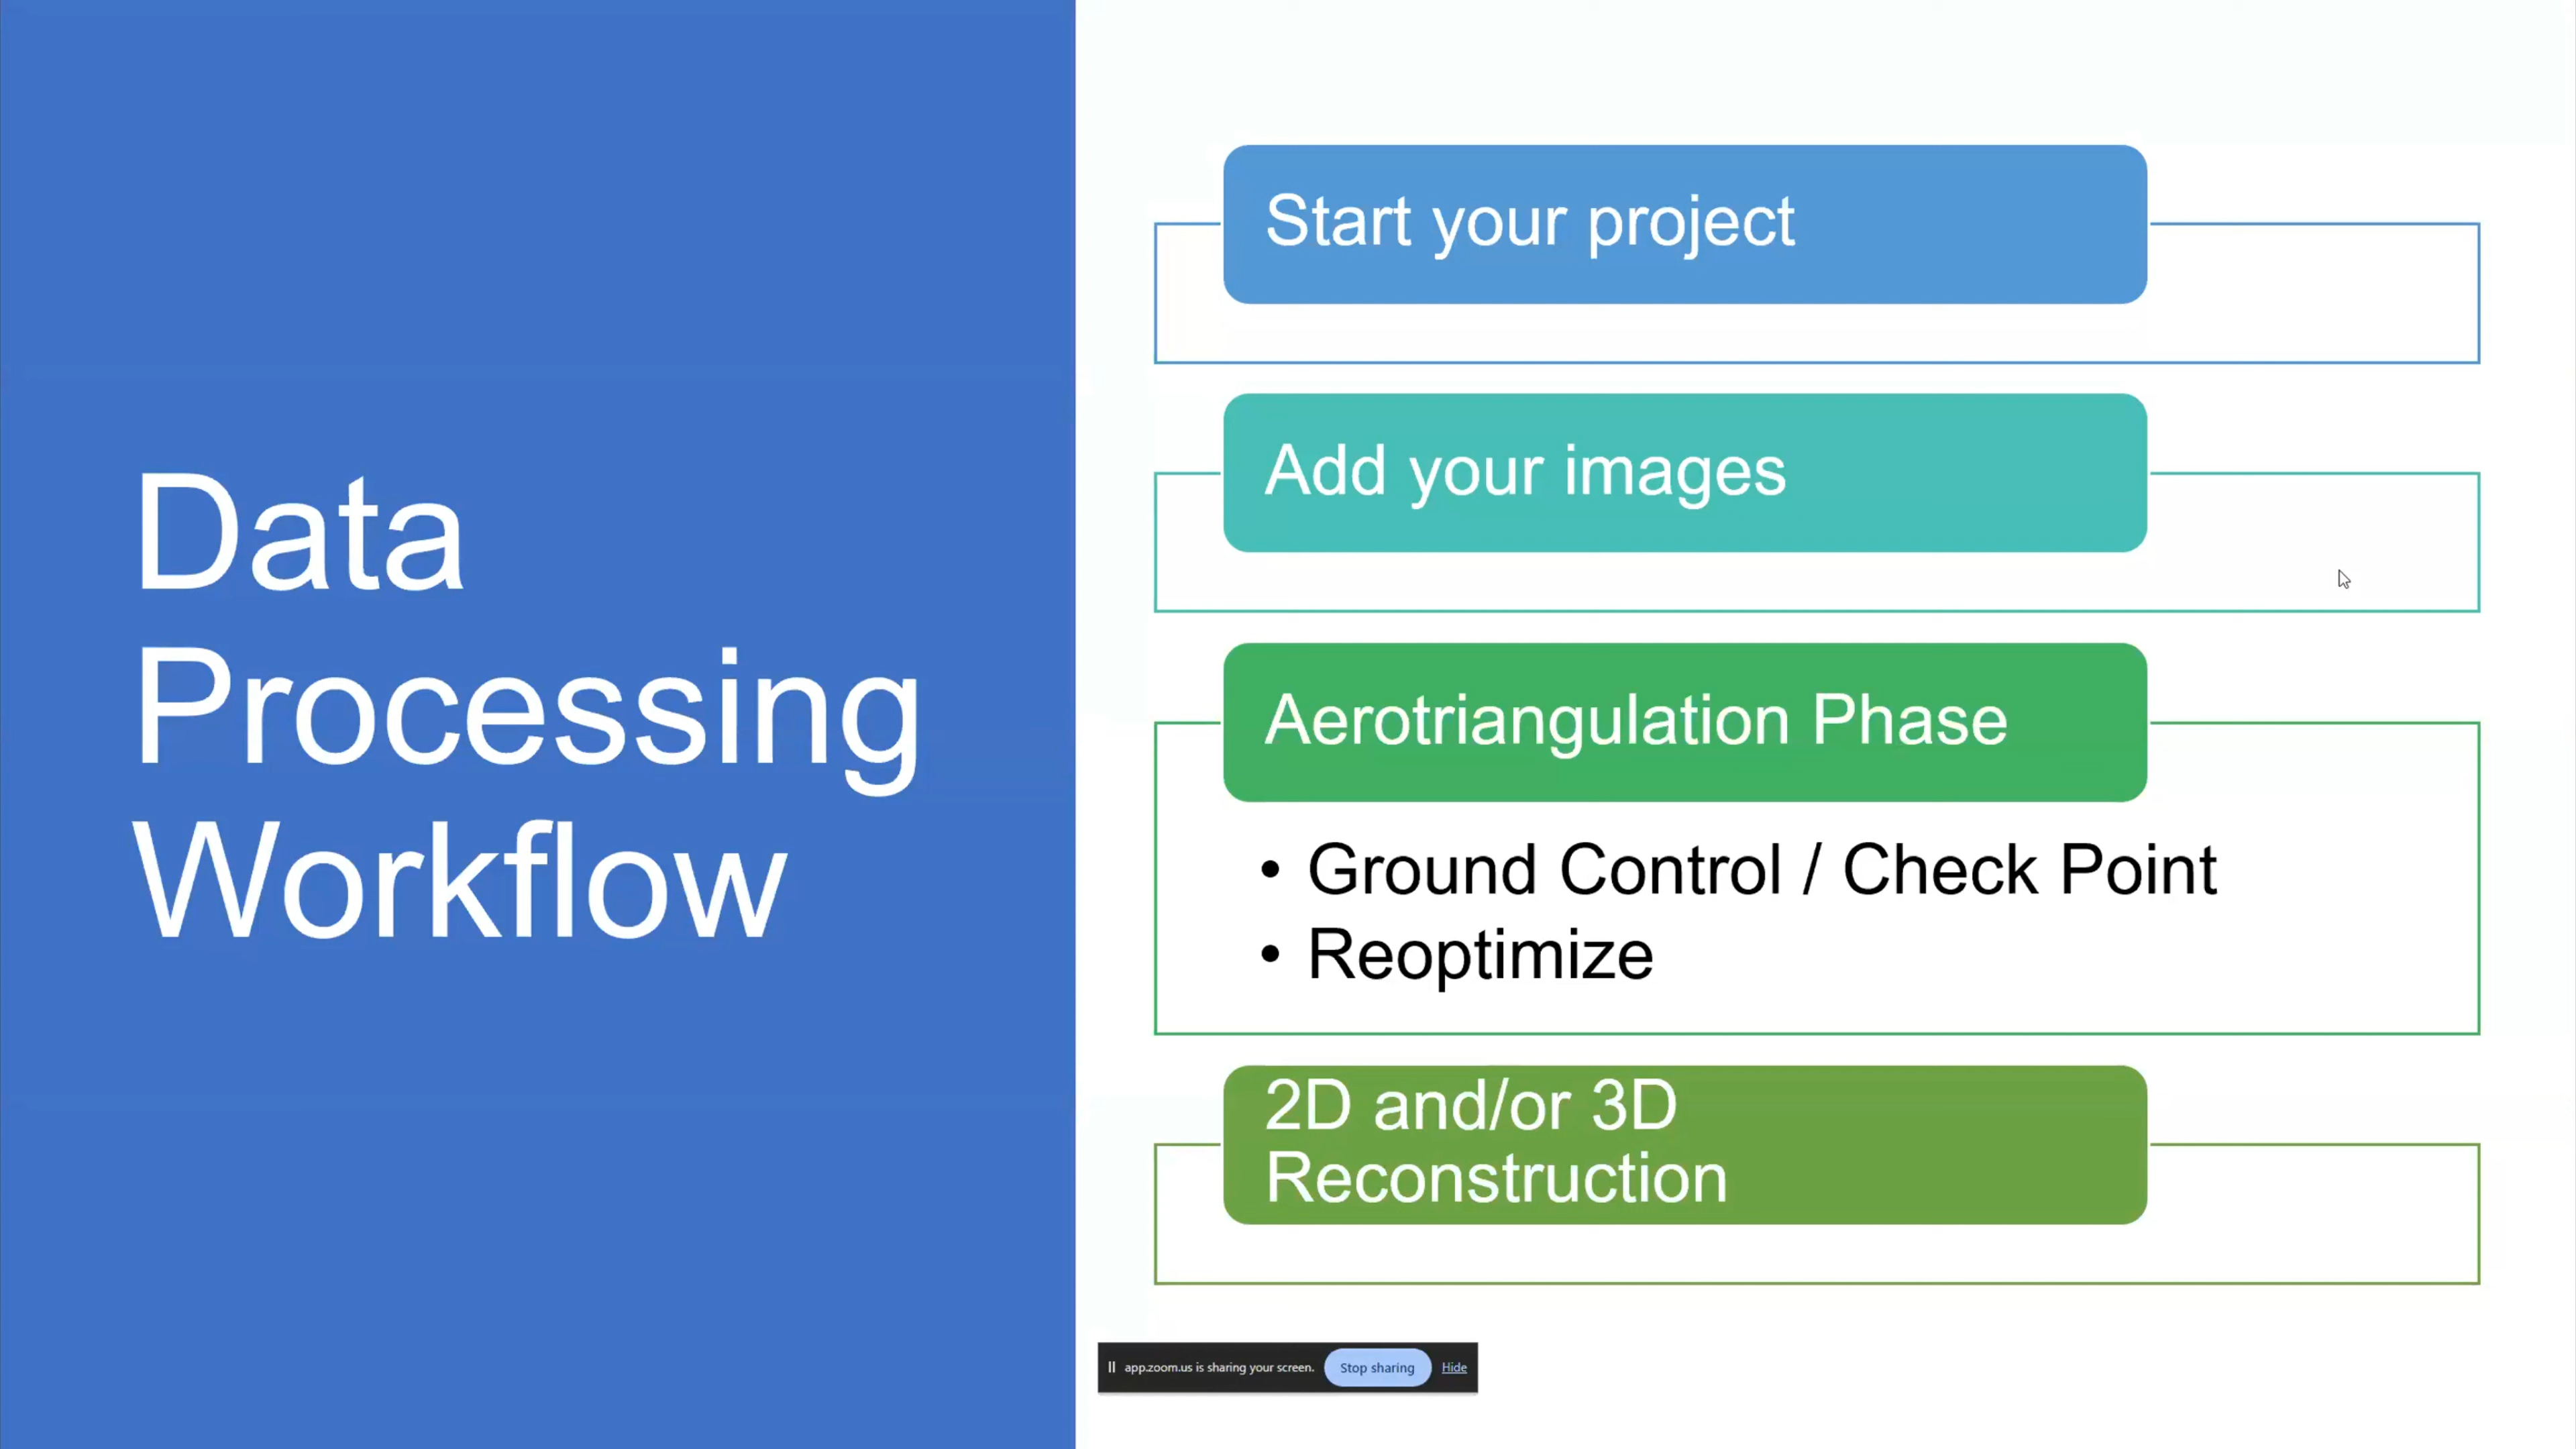 Data
Processing
Workflow
Start your project
Add your images
Aerotriangulation Phase
• Ground Control / Check Point
• Reoptimize
2D and/or 3D
Reconstruction
app.zoom.us is sharing your screen. Stop sharing Hide